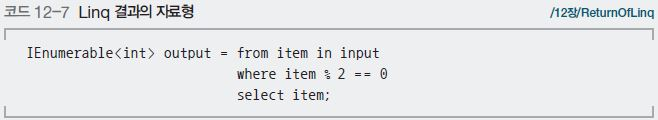 코드 12-7 Linq 결과의 자료형 /12장/ReturnOfLinq
IEnumerable<int> output = from item in input
where item % 2 == 0
select item;